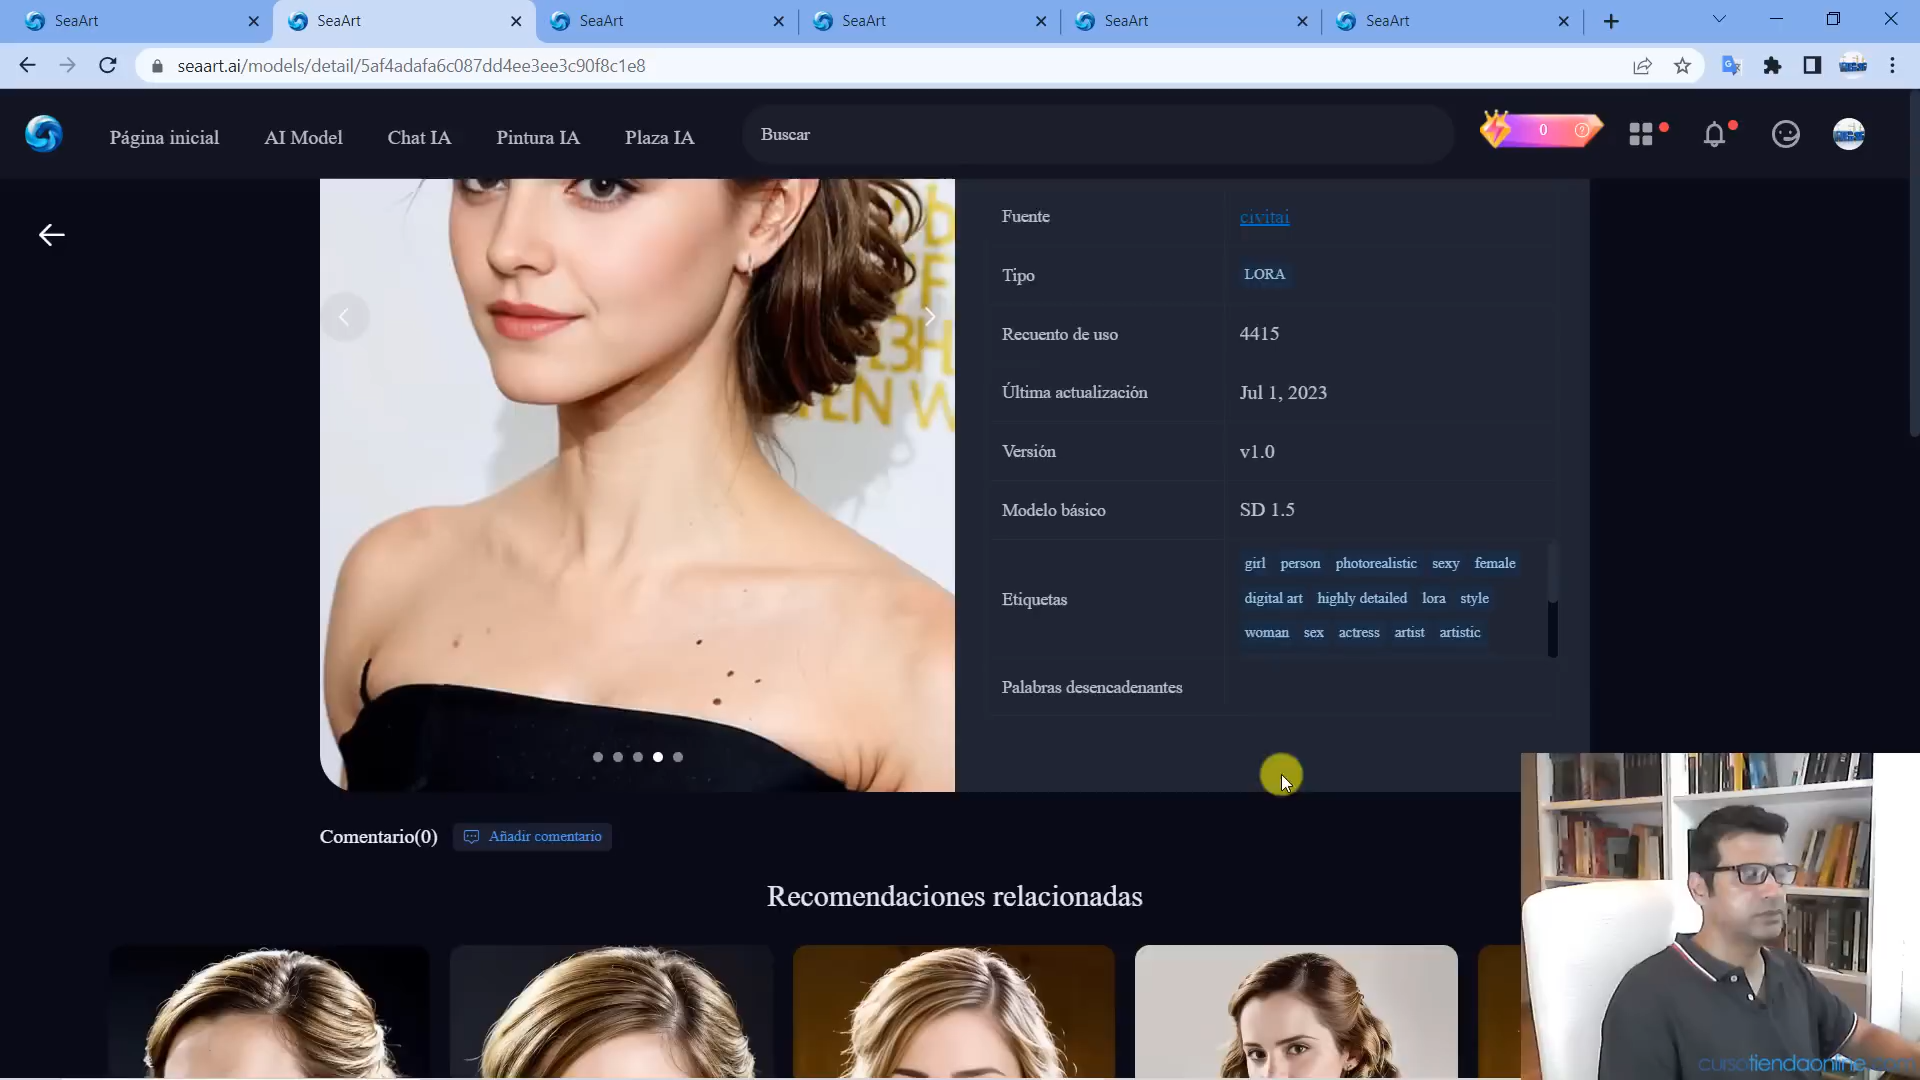 SeaArt
SeaArt
SeaArt
SeaArt
SeaArt
SeaArt
seaart.ai/models/detail/5af4adafa6c087dd4ee3ee3c90f8c1e8
Página inicial
AI Model
Chat IA
Pintura IA
Plaza IA
Buscar
0
Fuente
civitai
Tipo
LORA
Recuento de uso
4415
Última actualización
Jul 1, 2023
Versión
v1.0
Modelo básico
SD 1.5
Etiquetas
girl person photorealistic sexy female
digital art highly detailed lora style
woman sex actress artist artistic
Palabras desencadenantes
Comentario(0)
Añadir comentario
Recomendaciones relacionadas
cursotiendaonline.com